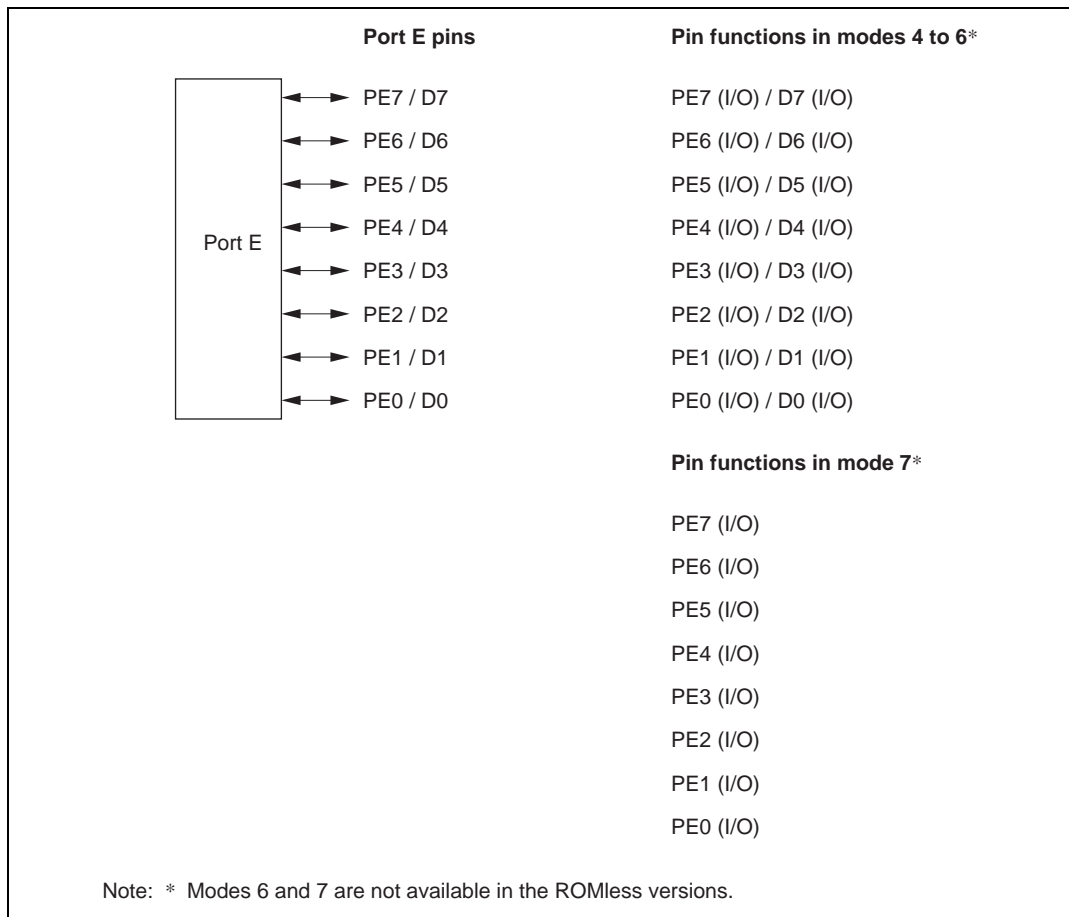 Port E pins Pin functions in modes 4 to 6*
PE7 / D7 PE7 (I/O) / D7 (I/O)
PE6 / D6 PE6 (I/O) / D6 (I/O)
PE5 / D5 PE5 (I/O) / D5 (I/O)
PE4 / D4 PE4 (I/O) / D4 (I/O)
Port E
PE3 / D3 PE3 (I/O) / D3 (I/O)
PE2 / D2 PE2 (I/O) / D2 (I/O)
PE1 / D1 PE1 (I/O) / D1 (I/O)
PE0 / D0 PE0 (I/O) / D0 (I/O)
Pin functions in mode 7*
PE7 (I/O)
PE6 (I/O)
PE5 (I/O)
PE4 (I/O)
PE3 (I/O)
PE2 (I/O)
PE1 (I/O)
PE0 (I/O)
Note: * Modes 6 and 7 are not available in the ROMless versions.